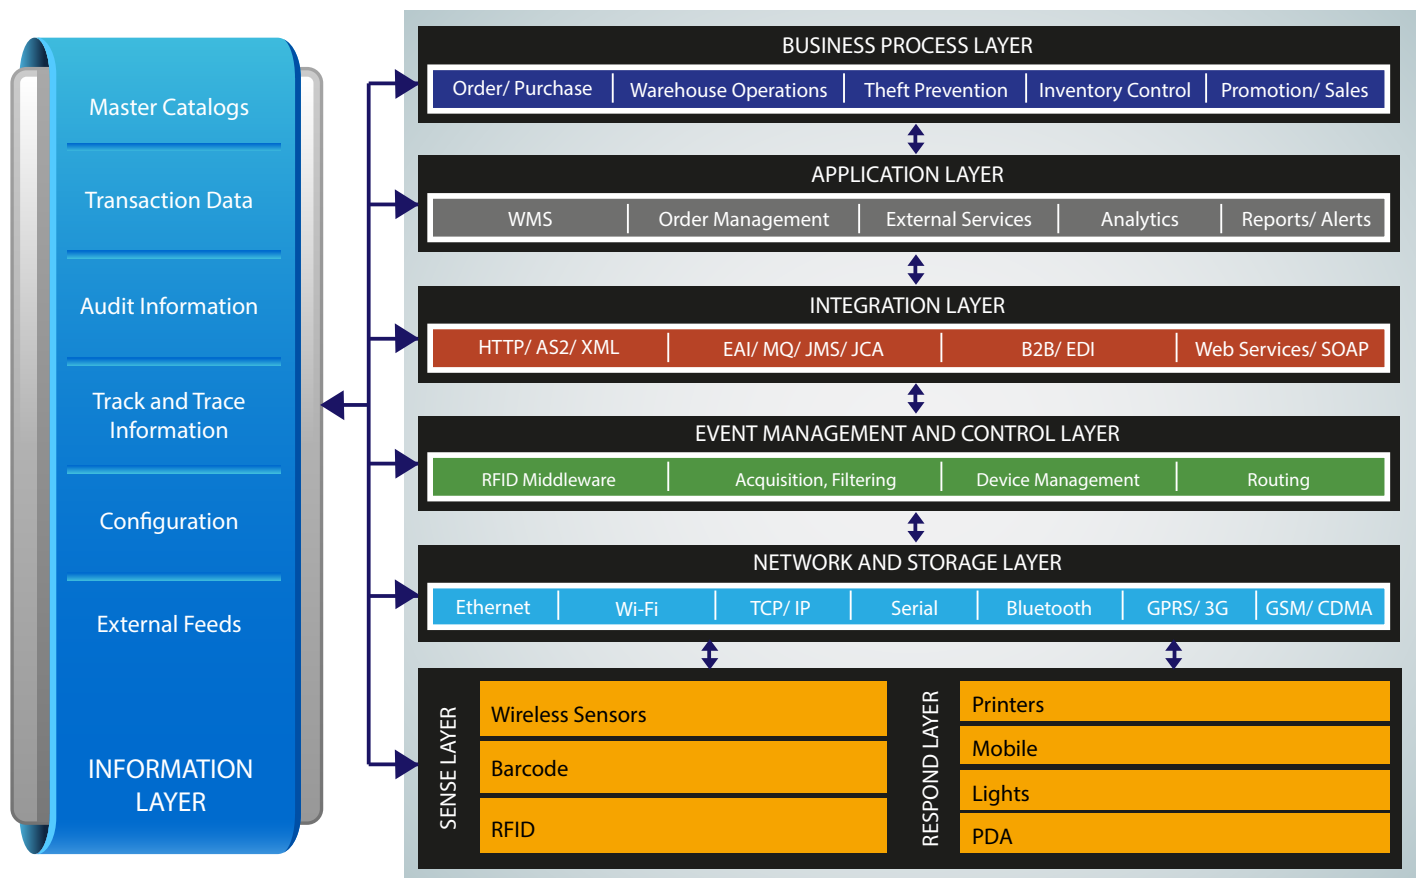 Master Catalogs
Transaction Data
Audit Information
Track and Trace
Information
Configuration
External Feeds
INFORMATION
LAYER
BUSINESS PROCESS LAYER
Order/ Purchase
Warehouse Operations
Theft Prevention
Inventory Control
Promotion/ Sales
APPLICATION LAYER
WMS
Order Management
External Services
Analytics
Reports/ Alerts
INTEGRATION LAYER
HTTP/ AS2/ XML
EAI/ MQ/ JMS/ JCA
B2B/ EDI
Web Services/ SOAP
EVENT MANAGEMENT AND CONTROL LAYER
RFID Middleware
Acquisition, Filtering
Device Management
Routing
NETWORK AND STORAGE LAYER
Ethernet
Wi-Fi
TCP/ IP
Serial
Bluetooth
GPRS/ 3G
GSM/ CDMA
SENSE LAYER
Wireless Sensors
Barcode
RFID
RESPOND LAYER
Printers
Mobile
Lights
PDA